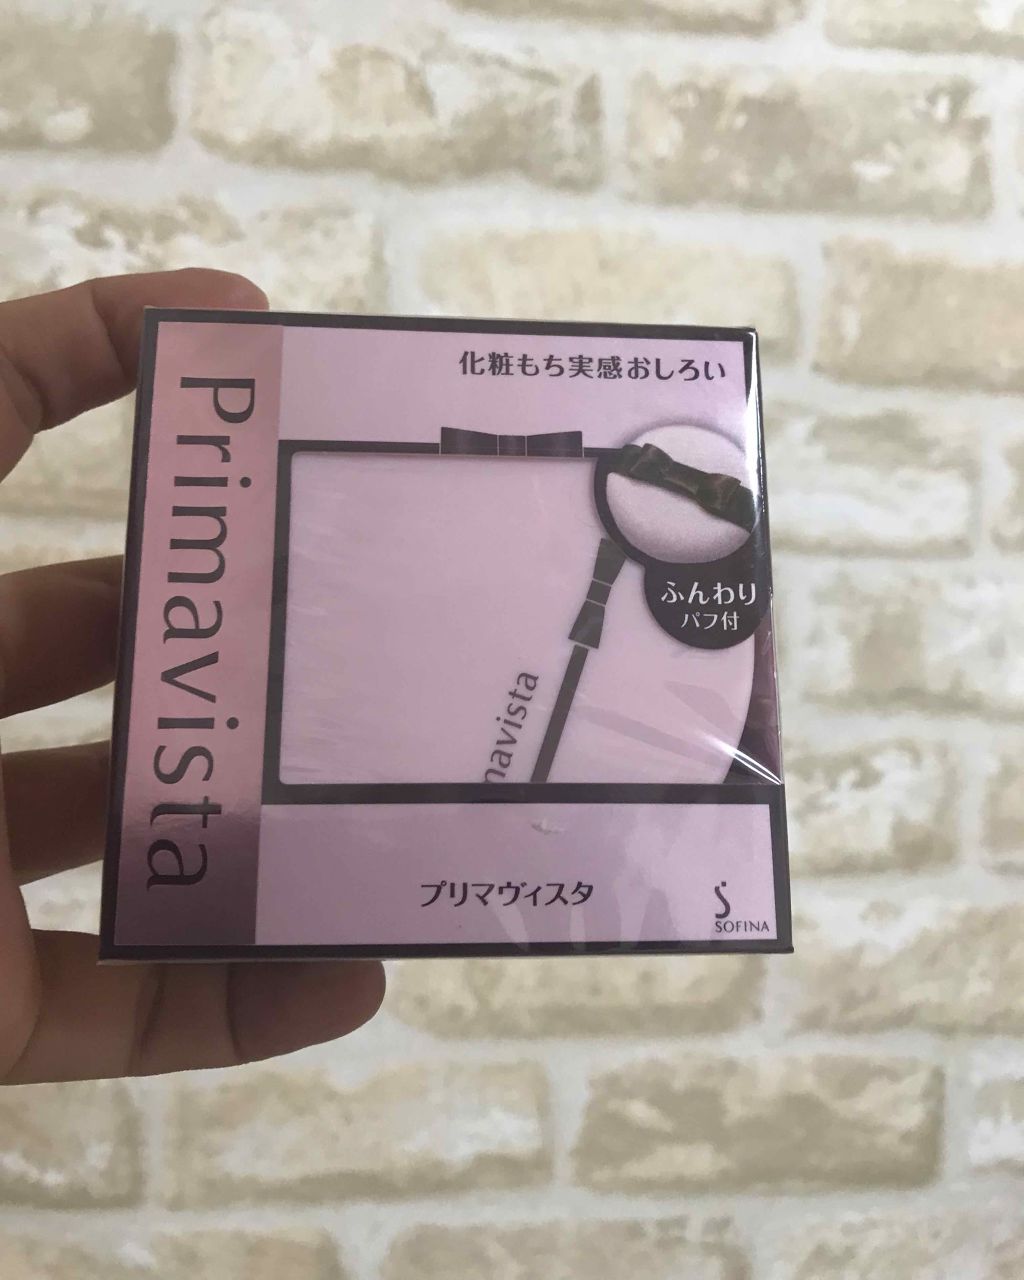 Primavista
化粧もち実感おしろい
ふんわり
パフ付
navista
プリマヴィスタ
SOFINA